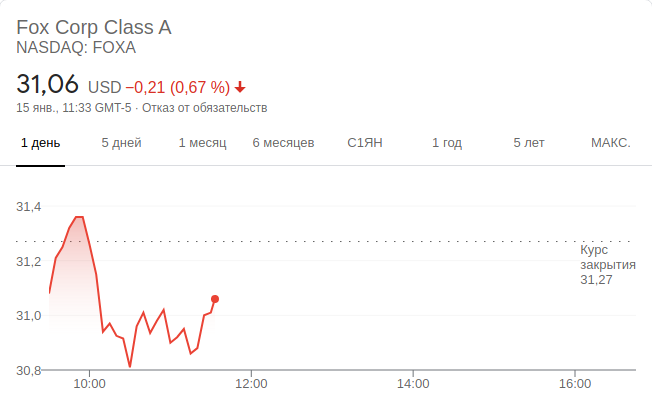 Fox Corp Class A
NASDAQ: FOXA
31,06 USD −0,21 (0,67 %)
15 янв., 11:33 GMT-5 · Отказ от обязательств
1 день 5 дней 1 месяц 6 месяцев С1ЯН 1 год 5 лет МАКС.
31,4
31,2
31,0
30,8
Курс
закрытия
31,27
10:00 12:00 14:00 16:00